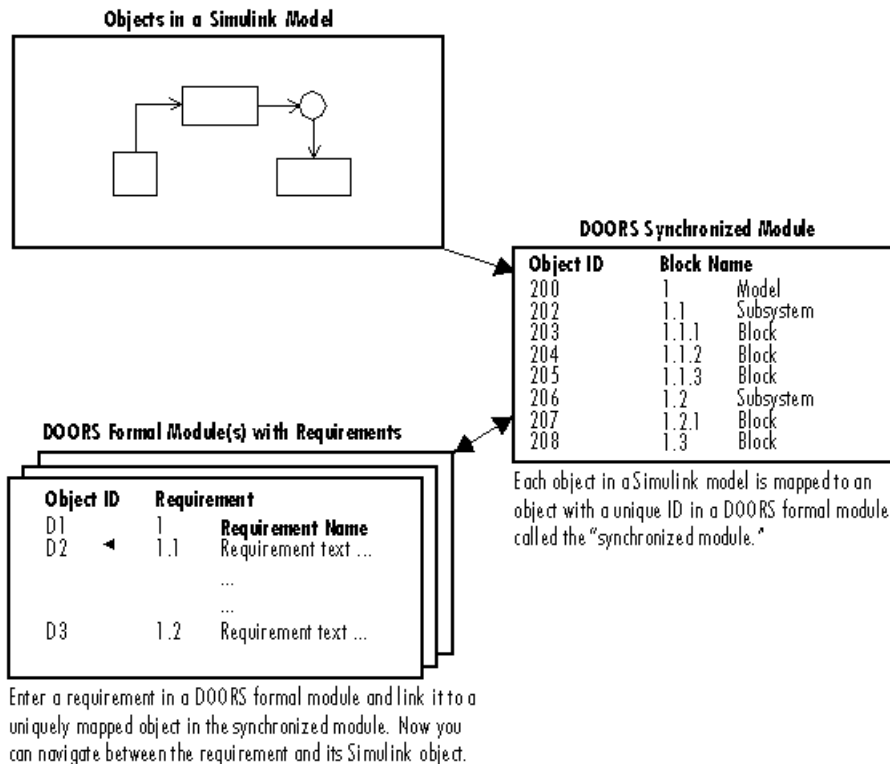 Objects in a Simulink Model
DOORS Synchronized Module
Object ID Block Name
200 1 Model
202 1.1 Subsystem
203 1.1.1 Block
204 1.1.2 Block
205 1.1.3 Block
206 1.2 Subsystem
207 1.2.1 Block
208 1.3 Block
Each object in a Simulink model is mapped to an
object with a unique ID in a DOORS formal module
called the "synchronized module."
DOORS Formal Module(s) with Requirements
Object ID Requirement
D1 1 Requirement Name
D2 1.1 Requirement text ...
...
...
D3 1.2 Requirement text ...
Enter a requirement in a DOORS formal module and link it to a
uniquely mapped object in the synchronized module. Now you
can navigate between the requirement and its Simulink object.